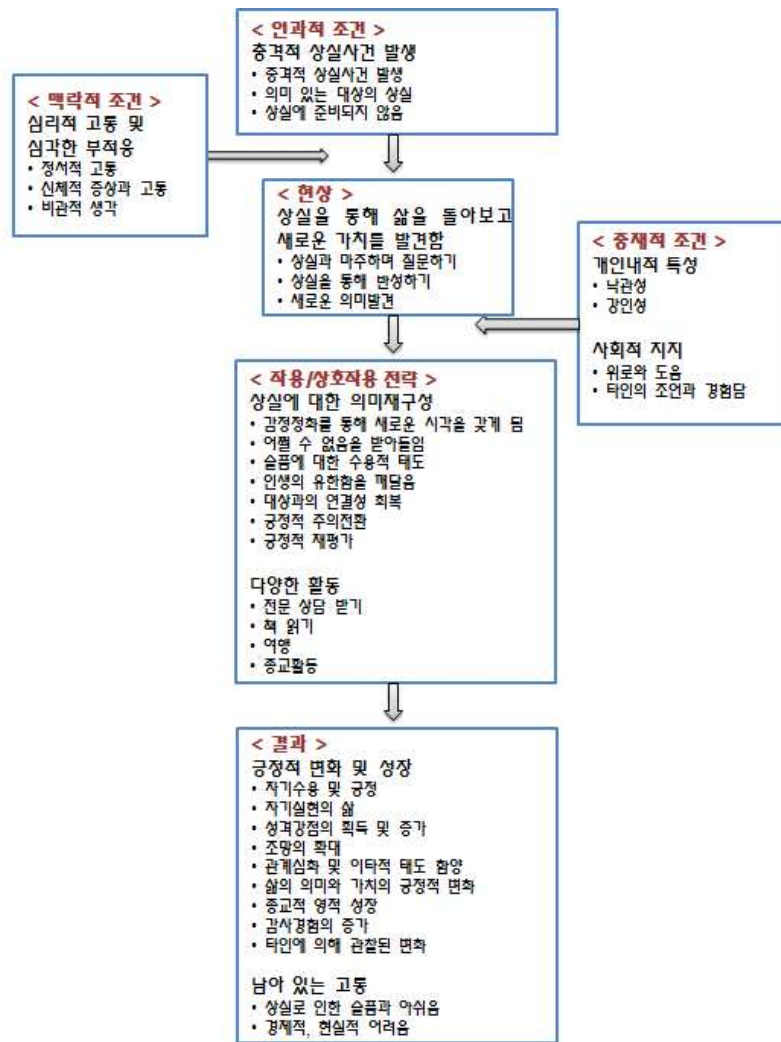 < 인과적 조건 >
충격적 상실사건 발생
• 충격적 상실사건 발생
• 의미 있는 대상의 상실
• 상실에 준비되지 않음
< 맥락적 조건 >
심리적 고통 및
심각한 부적응
• 정서적 고통
• 신체적 증상과 고통
• 비관적 생각
< 현상 >
상실을 통해 삶을 돌아보고
새로운 가치를 발견함
• 상실과 마주하며 질문하기
• 상실을 통해 반성하기
• 새로운 의미발견
< 중재적 조건 >
개인내적 특성
• 낙관성
• 강인성
사회적 지지
• 위로와 도움
• 타인의 조언과 경험담
< 작용/상호작용 전략 >
상실에 대한 의미재구성
• 감정정화를 통해 새로운 시각을 갖게 됨
• 어쩔 수 없음을 받아들임
• 슬픔에 대한 수용적 태도
• 인생의 유한함을 깨달음
• 대상과의 연결성 회복
• 긍정적 주의전환
• 긍정적 재평가
다양한 활동
• 전문 상담 받기
• 책 읽기
• 여행
• 종교활동
< 결과 >
긍정적 변화 및 성장
• 자기수용 및 긍정
• 자기실현의 삶
• 성격강점의 획득 및 증가
• 조망의 확대
• 관계심화 및 이타적 태도 함양
• 삶의 의미와 가치의 긍정적 변화
• 종교적 영적 성장
• 감사경험의 증가
• 타인에 의해 관찰된 변화
남아 있는 고통
• 상실로 인한 슬픔과 아쉬움
• 경제적, 현실적 어려움